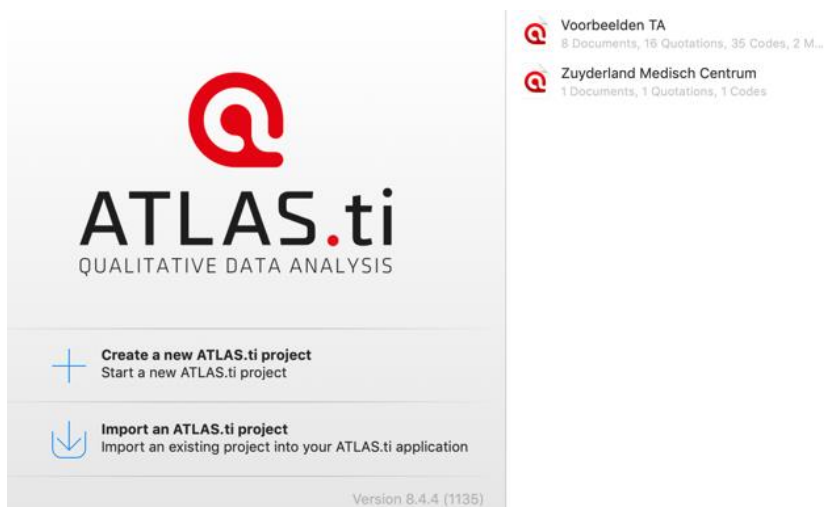 ATLAS.ti
QUALITATIVE DATA ANALYSIS
Create a new ATLAS.ti project
Start a new ATLAS.ti project
Import an ATLAS.ti project
Import an existing project into your ATLAS.ti application
Version 8.4.4 (1135)
Voorbeelden TA
8 Documents, 16 Quotations, 35 Codes, 2 M...
Zuyderland Medisch Centrum
1 Documents, 1 Quotations, 1 Codes